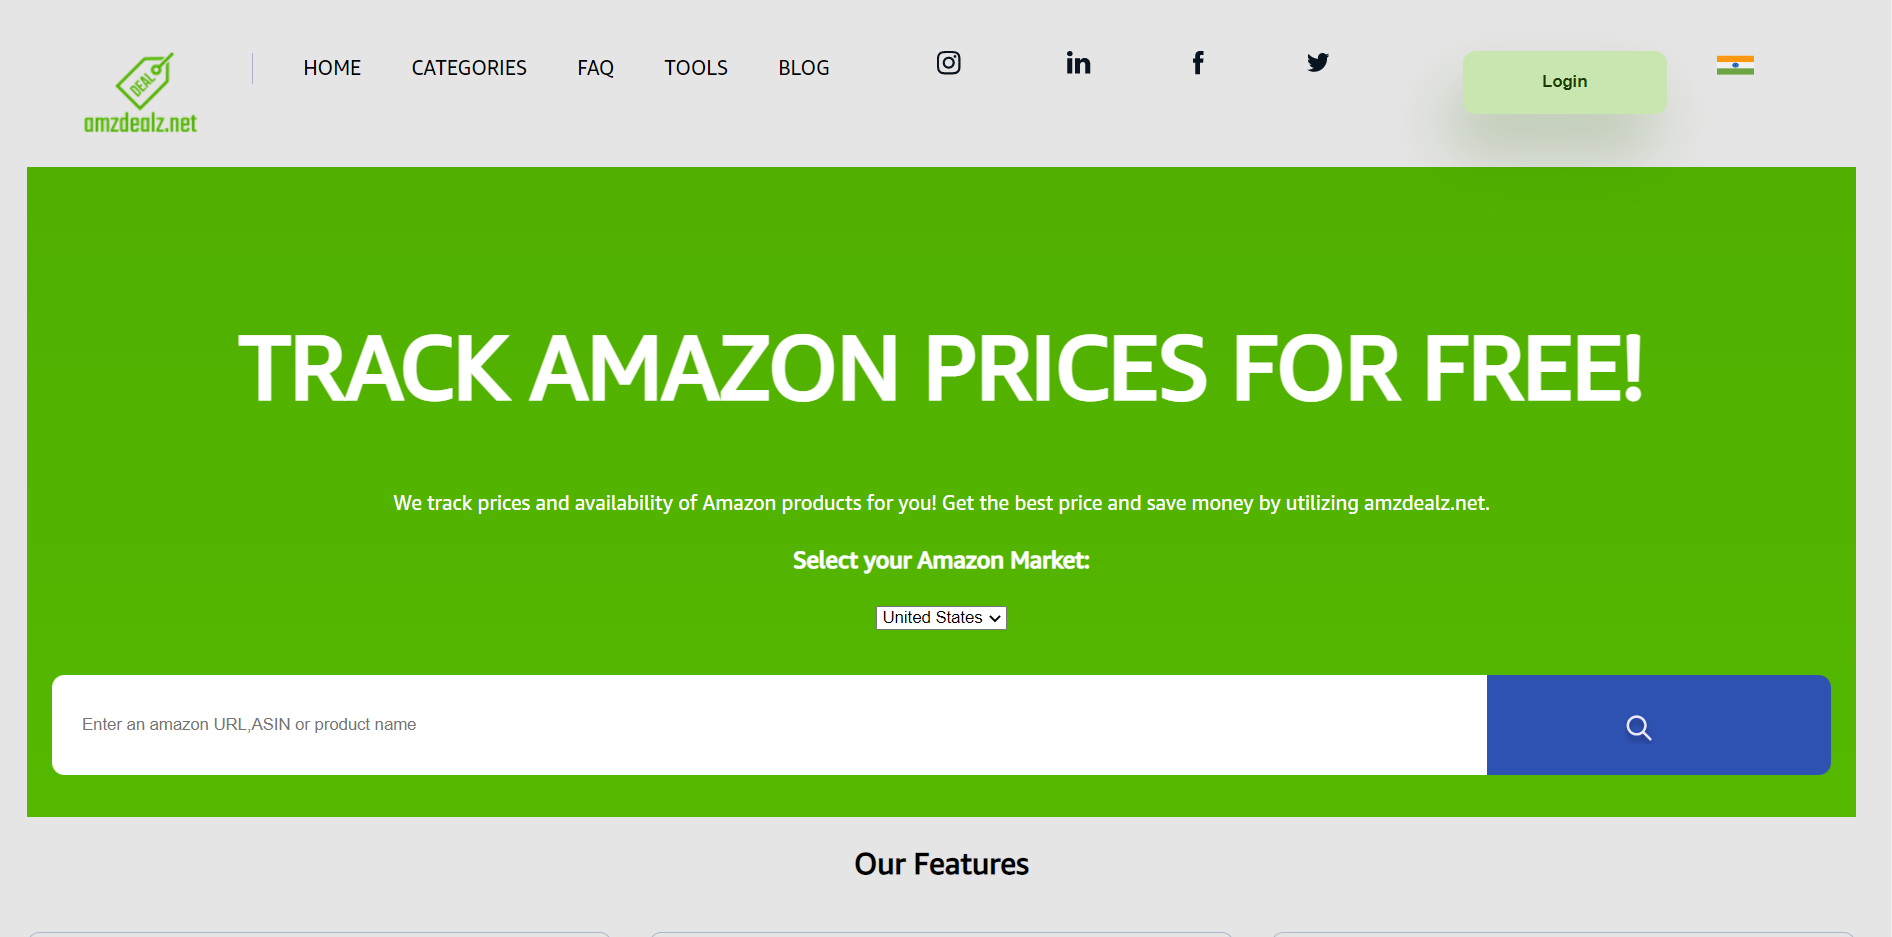 DEAL
amzdealz.net
HOME CATEGORIES FAQ TOOLS BLOG
Login
TRACK AMAZON PRICES FOR FREE!
We track prices and availability of Amazon products for you! Get the best price and save money by utilizing amzdealz.net.
Select your Amazon Market:
United States
Enter an amazon URL,ASIN or product name
Our Features